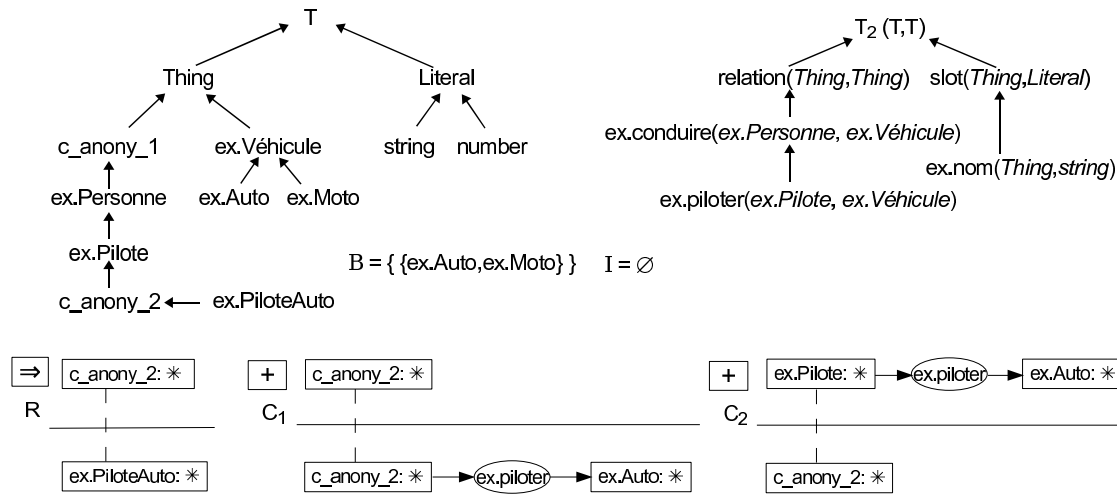 T
T₂ (T,T)
Thing
Literal
relation(Thing,Thing)
slot(Thing,Literal)
c_anony_1
ex.Véhicule
string
number
ex.conduire(ex.Personne, ex.Véhicule)
ex.Personne
ex.Auto
ex.Moto
ex.nom(Thing,string)
ex.piloter(ex.Pilote, ex.Véhicule)
ex.Pilote
B = { {ex.Auto,ex.Moto} }
I = ∅
c_anony_2
ex.PiloteAuto
⇒
R
c_anony_2: ✳
ex.PiloteAuto: ✳
+
C₁
c_anony_2: ✳
c_anony_2: ✳
ex.piloter
ex.Auto: ✳
+
C₂
ex.Pilote: ✳
ex.piloter
ex.Auto: ✳
c_anony_2: ✳